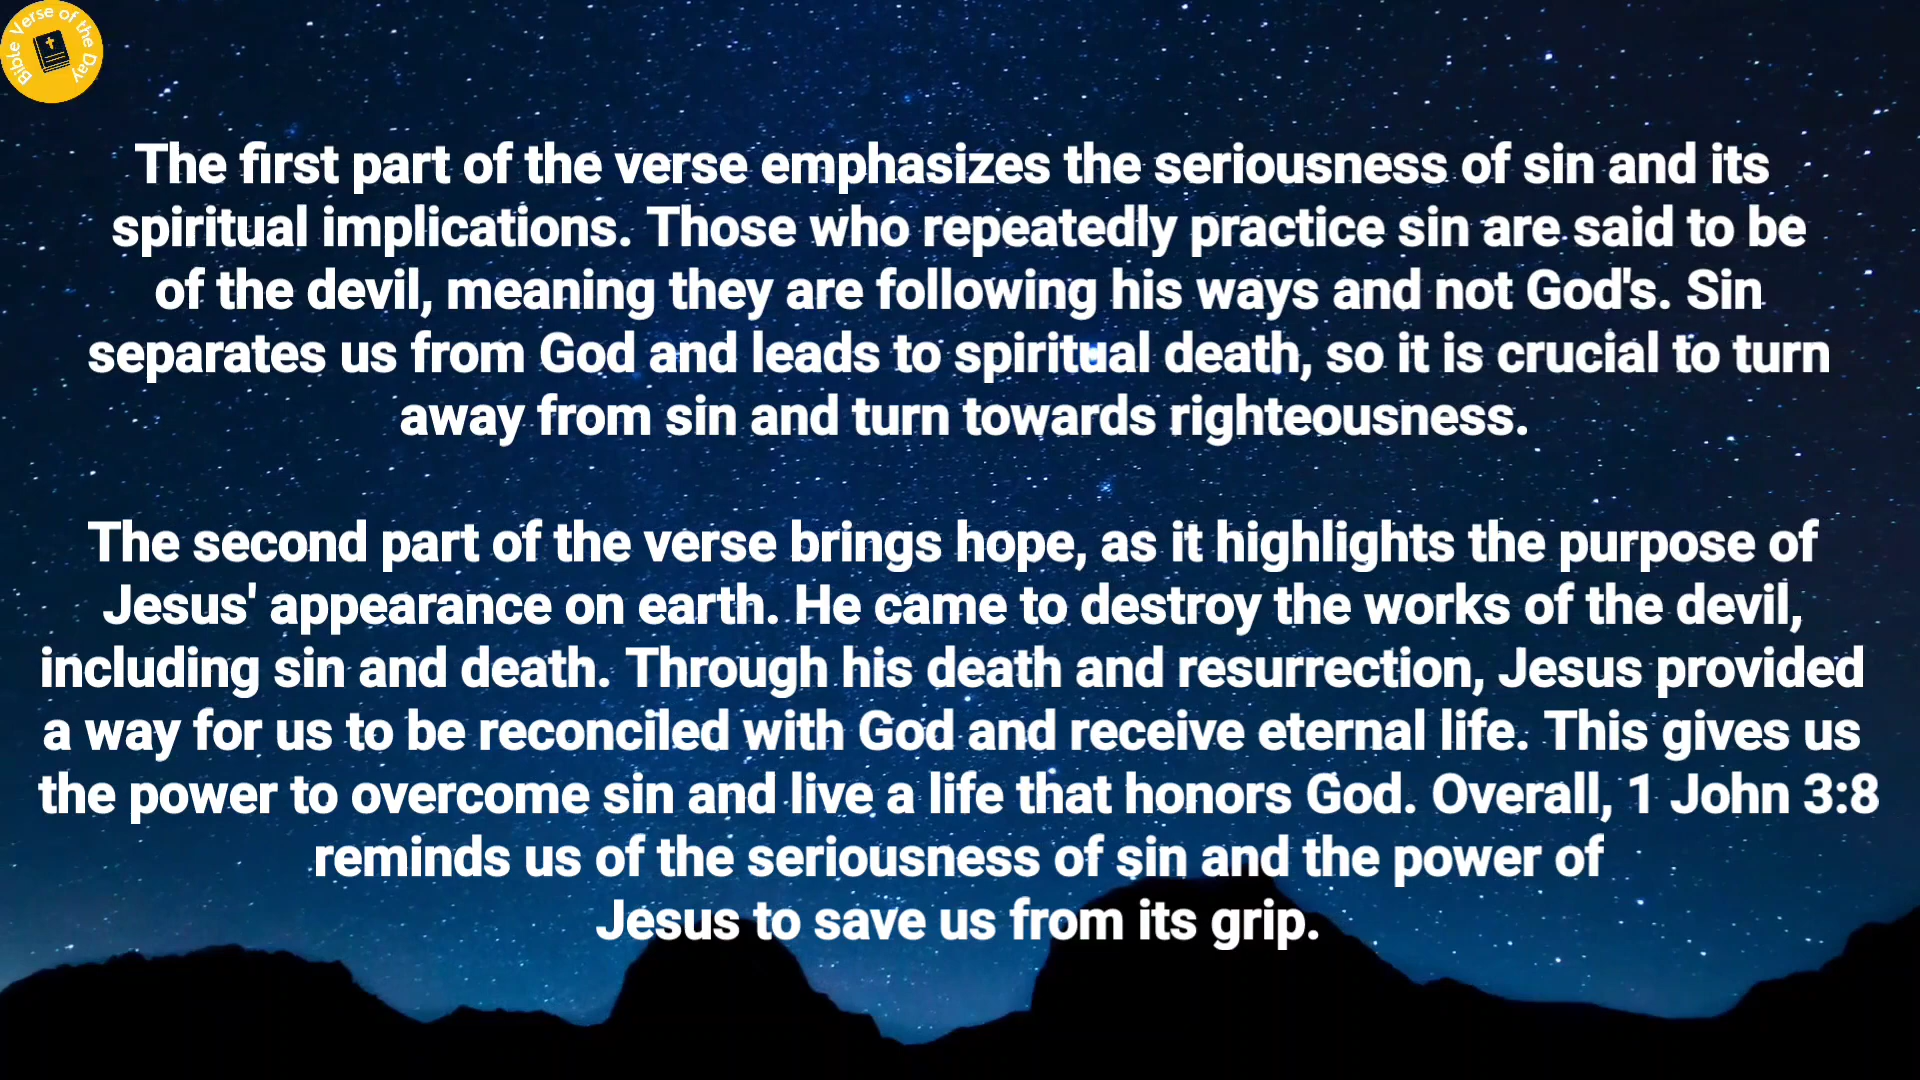 Bible Verse of the Day
The first part of the verse emphasizes the seriousness of sin and its
spiritual implications. Those who repeatedly practice sin are said to be
of the devil, meaning they are following his ways and not God's. Sin
separates us from God and leads to spiritual death, so it is crucial to turn
away from sin and turn towards righteousness.
The second part of the verse brings hope, as it highlights the purpose of
Jesus' appearance on earth. He came to destroy the works of the devil,
including sin and death. Through his death and resurrection, Jesus provided
a way for us to be reconciled with God and receive eternal life. This gives us
the power to overcome sin and live a life that honors God. Overall, 1 John 3:8
reminds us of the seriousness of sin and the power of
Jesus to save us from its grip.